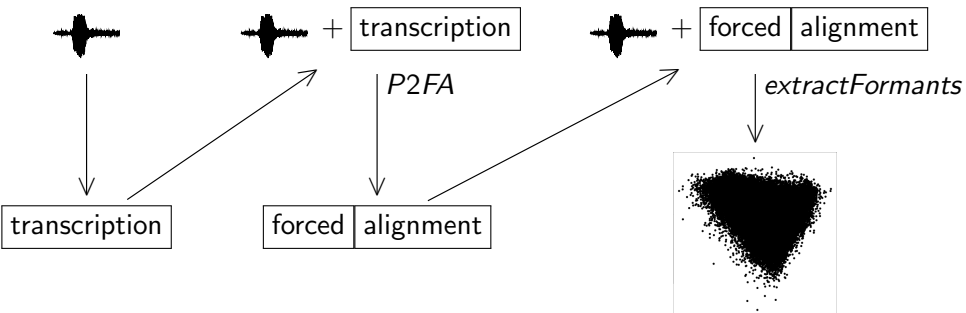 + transcription
+ forced alignment
P2FA
extractFormants
transcription
forced alignment